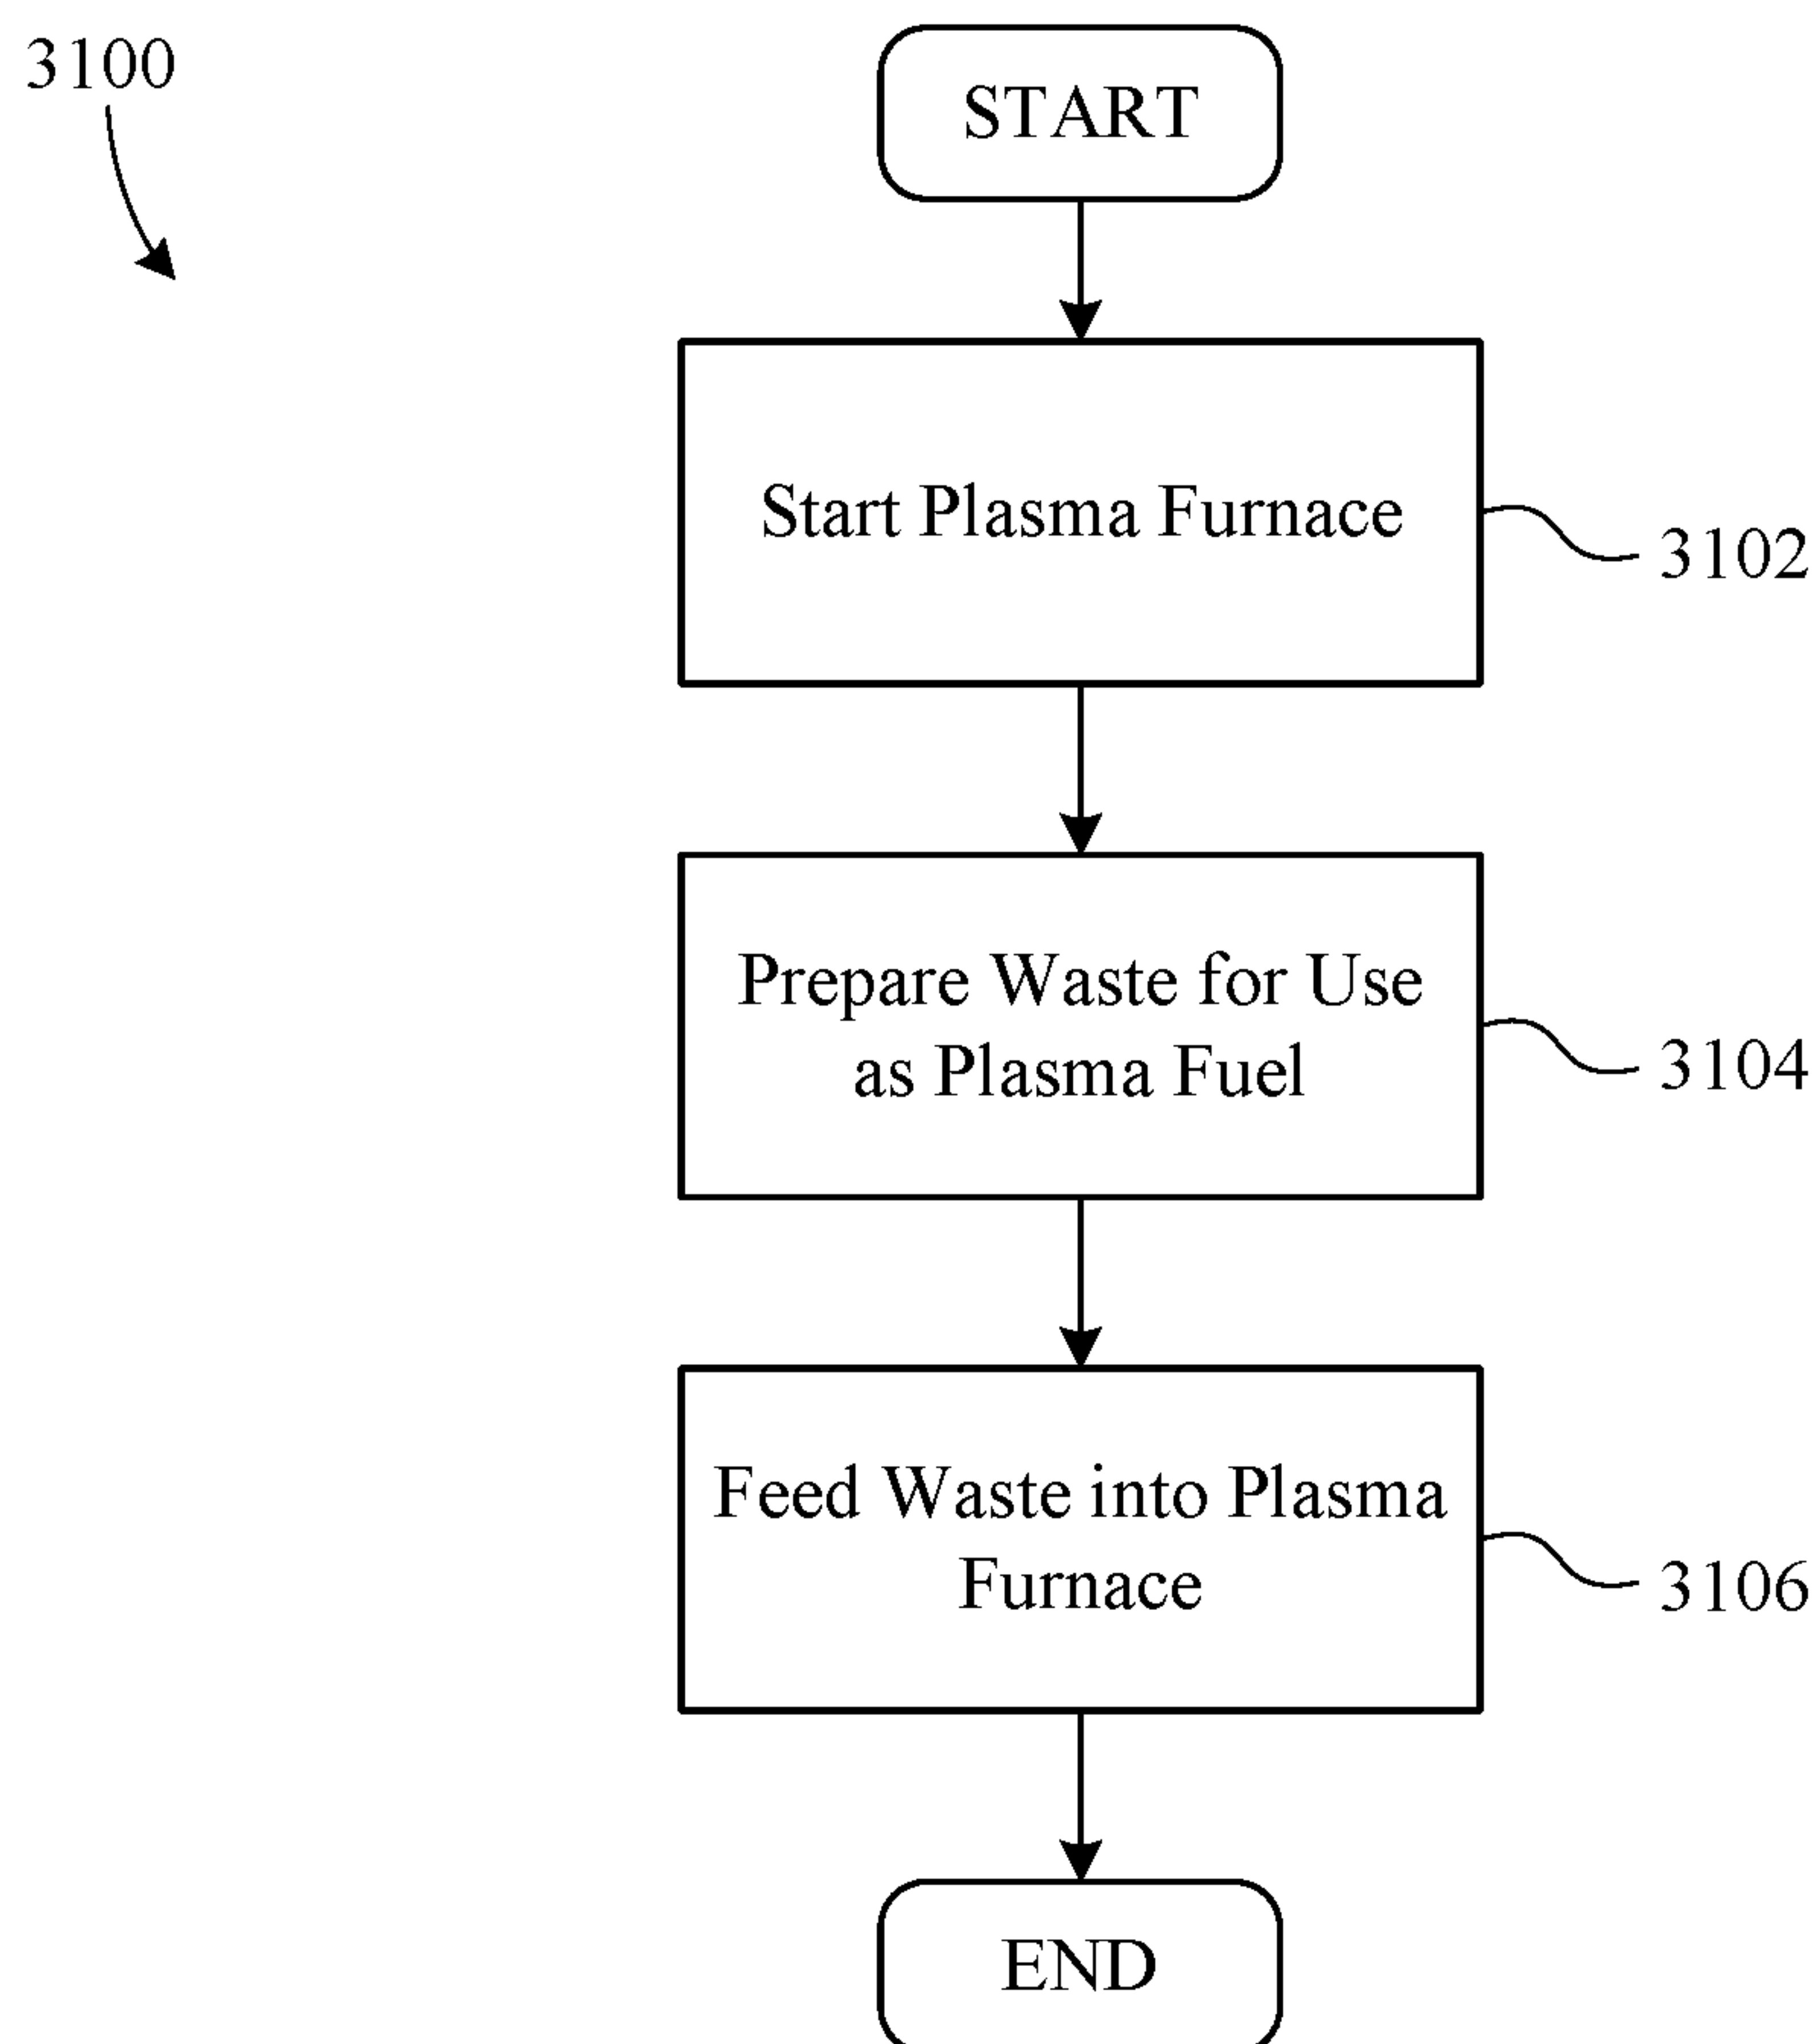 3100
START
Start Plasma Furnace
3102
Prepare Waste for Use
as Plasma Fuel
3104
Feed Waste into Plasma
Furnace
3106
END